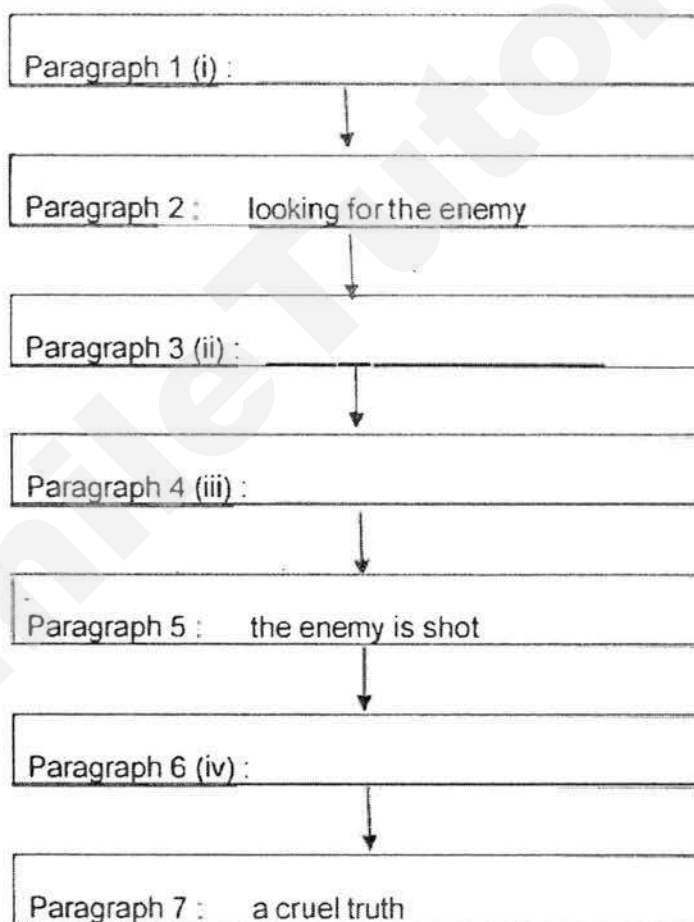 Paragraph 1 (i) :
Paragraph 2 : looking for the enemy
Paragraph 3 (ii) :
Paragraph 4 (iii) :
Paragraph 5 : the enemy is shot
Paragraph 6 (iv) :
Paragraph 7 : a cruel truth